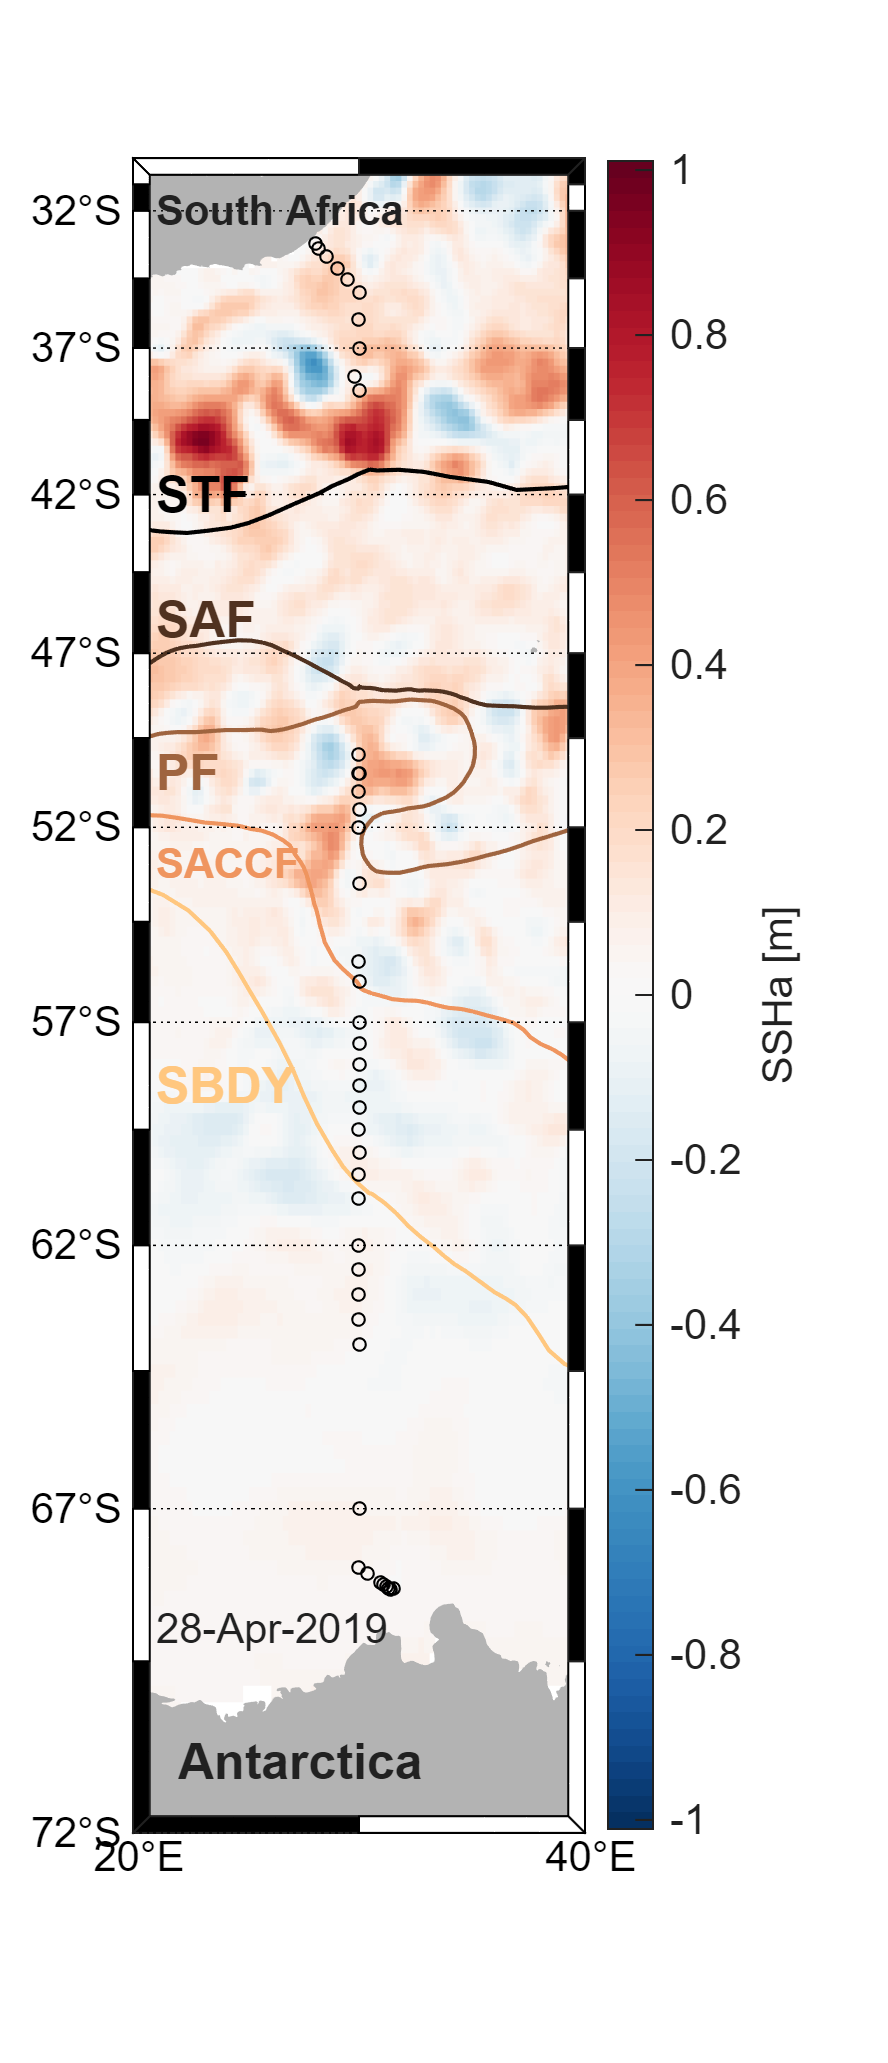 32°S
37°S
42°S
47°S
52°S
57°S
62°S
67°S
72°S
20°E
40°E
South Africa
STF
SAF
PF
SACCF
SBDY
28-Apr-2019
Antarctica
1
0.8
0.6
0.4
0.2
0
-0.2
-0.4
-0.6
-0.8
-1
SSHa [m]